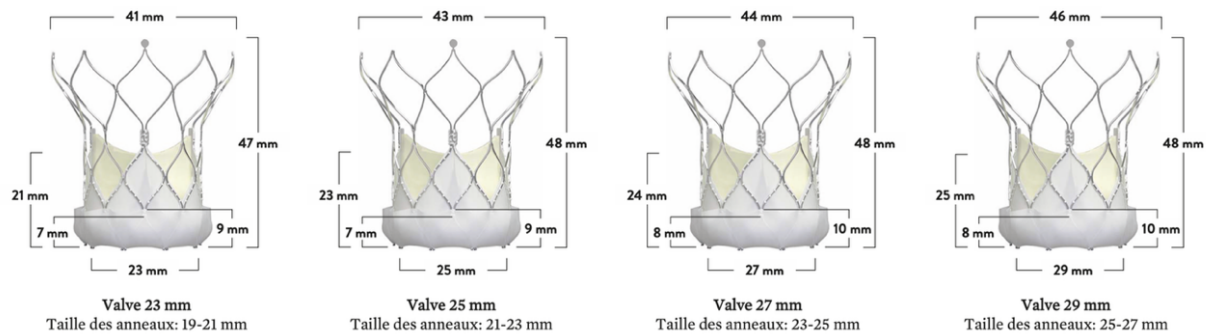 41 mm
47 mm
21 mm
7 mm
9 mm
23 mm
Valve 23 mm
Taille des anneaux: 19-21 mm
43 mm
48 mm
23 mm
7 mm
9 mm
25 mm
Valve 25 mm
Taille des anneaux: 21-23 mm
44 mm
48 mm
24 mm
8 mm
10 mm
27 mm
Valve 27 mm
Taille des anneaux: 23-25 mm
46 mm
48 mm
25 mm
8 mm
10 mm
29 mm
Valve 29 mm
Taille des anneaux: 25-27 mm